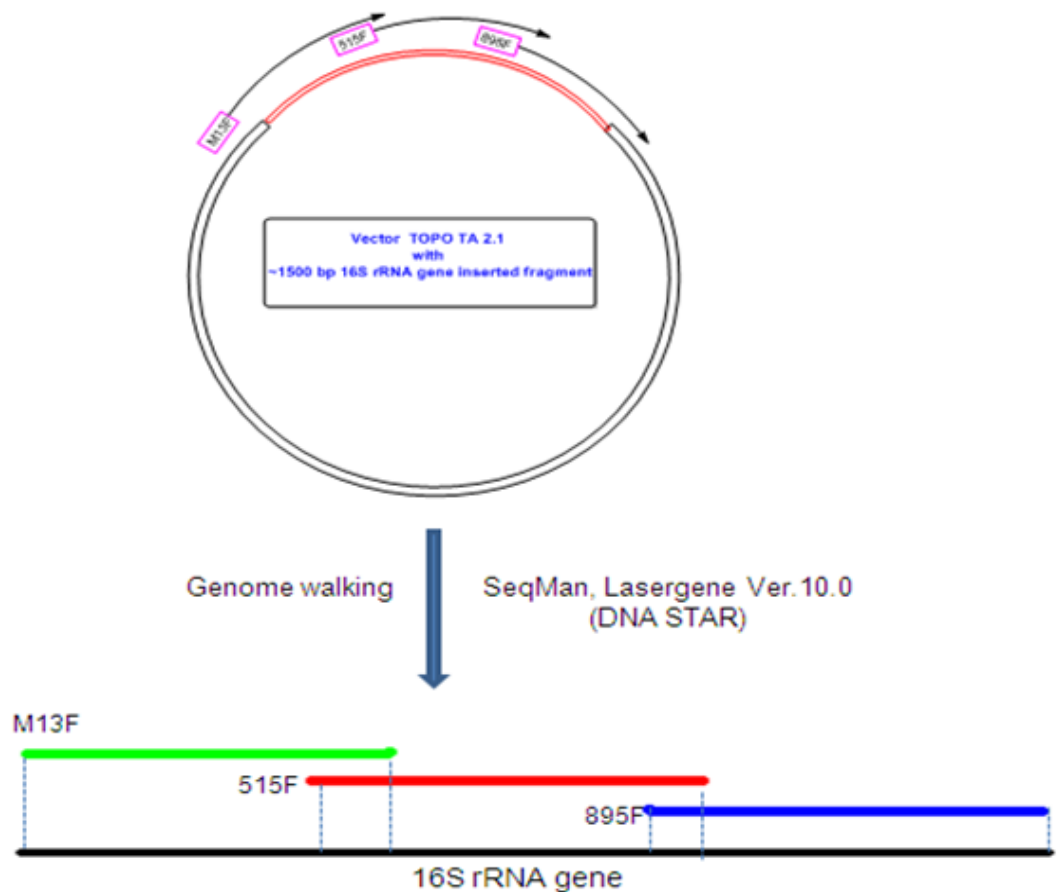 M13F
515F
895F
Vector TOPO TA 2.1
with
~1500 bp 16S rRNA gene inserted fragment
Genome walking
SeqMan, Lasergene Ver.10.0
(DNA STAR)
M13F
515F
895F
16S rRNA gene